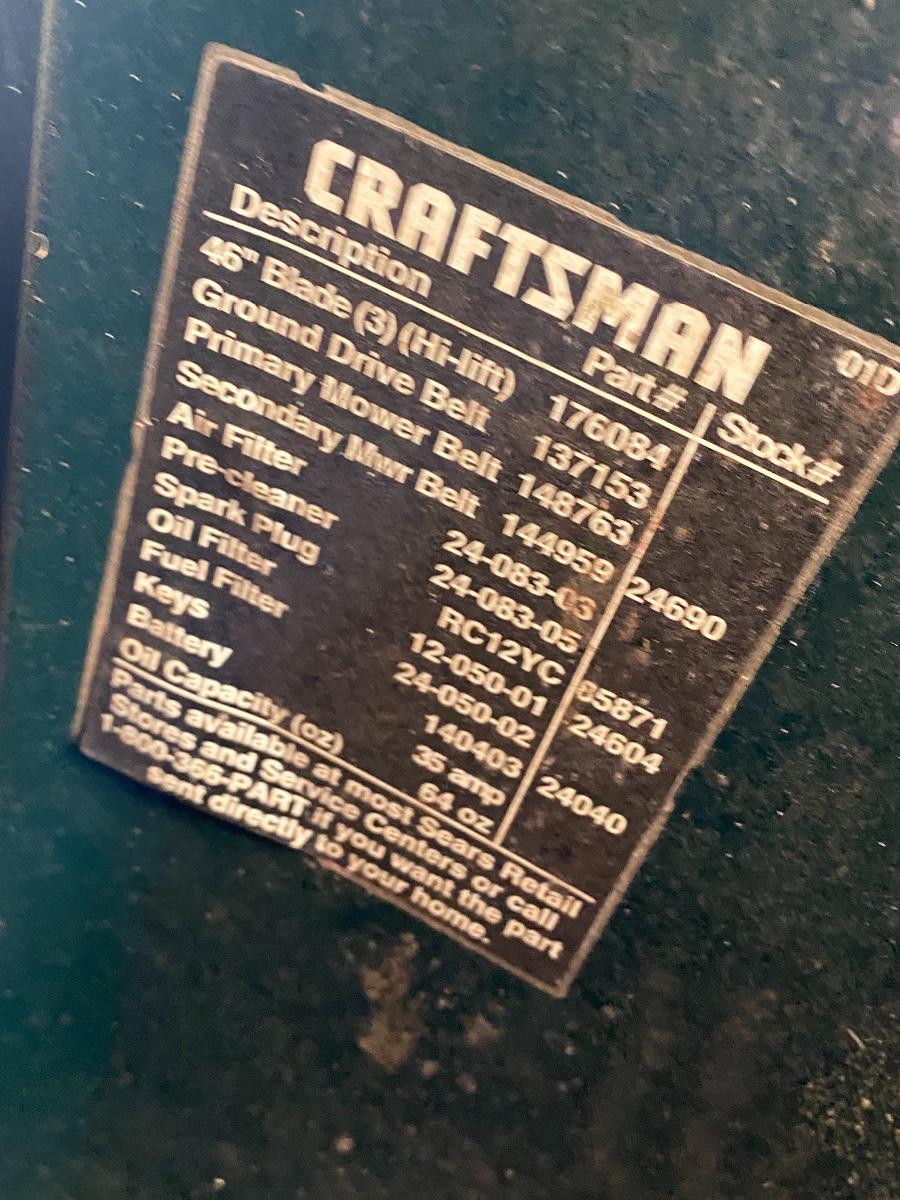 CRAFTSMAN
01D
Description Part# Stock#
46" Blade (3) (Hi-lift) 176084
Ground Drive Belt 137153
Primary Mower Belt 148763
Secondary Mwr Belt 144959
Air Filter 24-083-03 24690
Pre-cleaner 24-083-05
Spark Plug RC12YC 65871
Oil Filter 12-050-01 24604
Fuel Filter 24-050-02
Keys 140403 24040
Battery 35 amp
Oil Capacity (oz) 64 oz
Parts available at most Sears Retail
Stores and Service Centers or call
1-800-366-PART if you want the part
sent directly to your home.